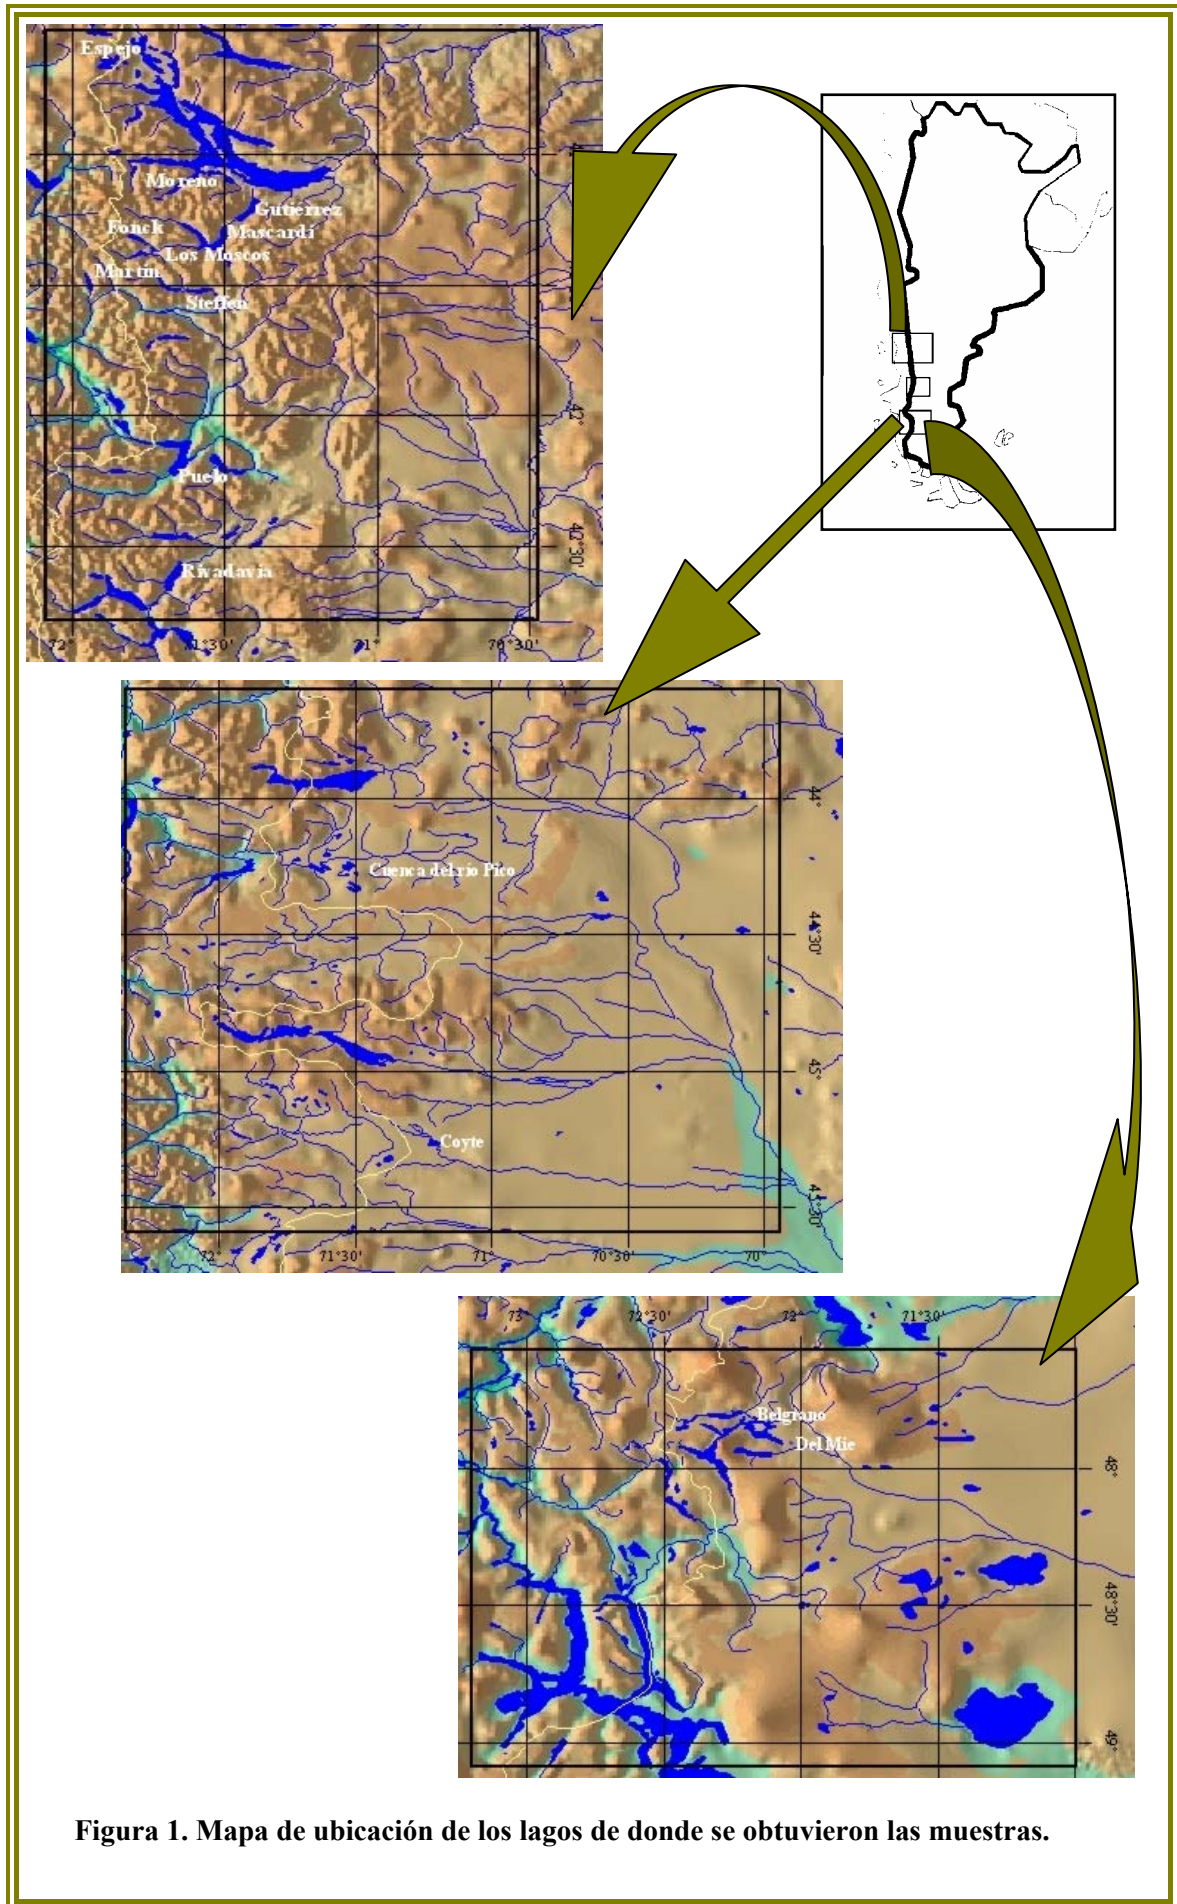 Espejo
Moreno
Gutiérrez
Fonck
Mascardi
Los Moscos
Martin
Steffen
42°
Puelo
42°30'
Rivadavia
72° 71°30' 71° 70°30'
44°
Cuenca del río Pico
44°30'
45°
Coyte
45°30'
72° 71°30' 71° 70°30' 70°
73° 72°30' 72° 71°30'
Belgrano
Del Mie
48°
48°30'
49°
Figura 1. Mapa de ubicación de los lagos de donde se obtuvieron las muestras.